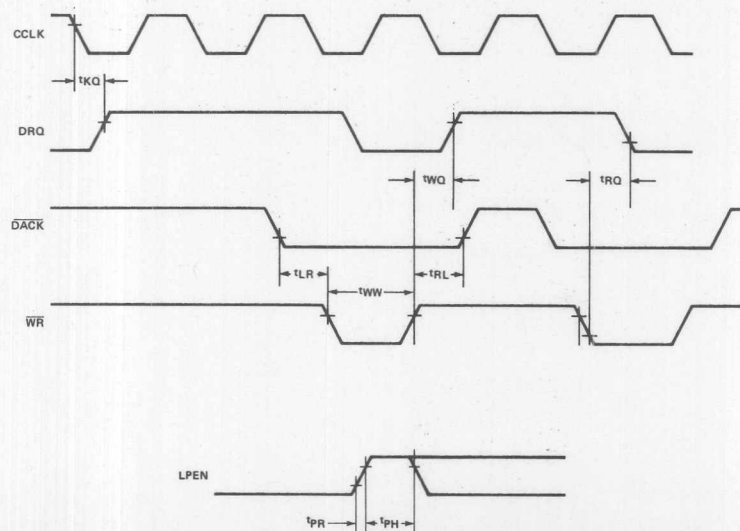 CCLK
tKQ
DRQ
tWQ
tRQ
DACK
tLR
tRL
tWW
WR
LPEN
tPR
tPH